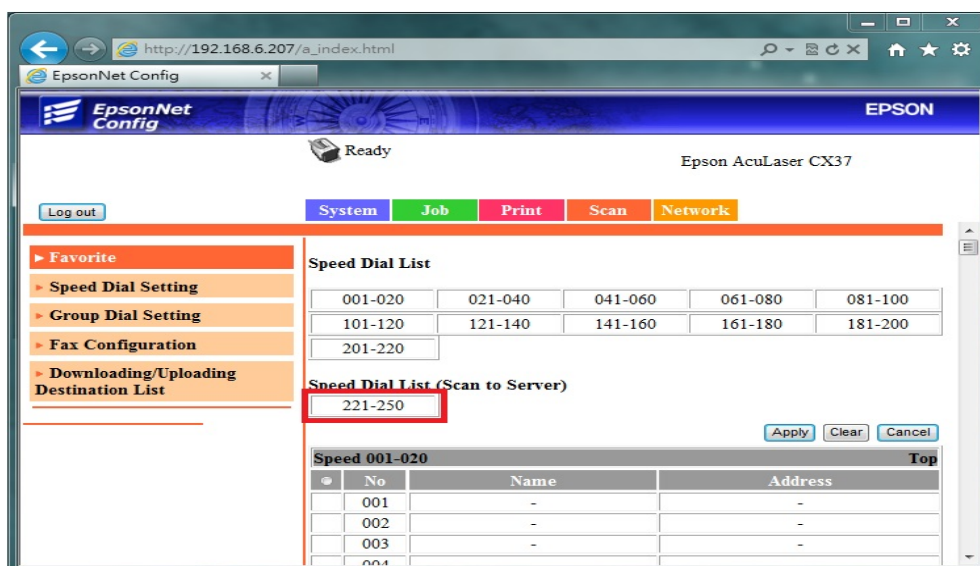 http://192.168.6.207/a_index.html
EpsonNet Config
EpsonNet
Config
EPSON
Ready
Epson AcuLaser CX37
Log out
System Job Print Scan Network
Favorite
Speed Dial Setting
Group Dial Setting
Fax Configuration
Downloading/Uploading
Destination List
Speed Dial List
001-020 021-040 041-060 061-080 081-100
101-120 121-140 141-160 161-180 181-200
201-220
Speed Dial List (Scan to Server)
221-250
Apply Clear Cancel
Speed 001-020 Top
No Name Address
001 - -
002 - -
003 - -
004